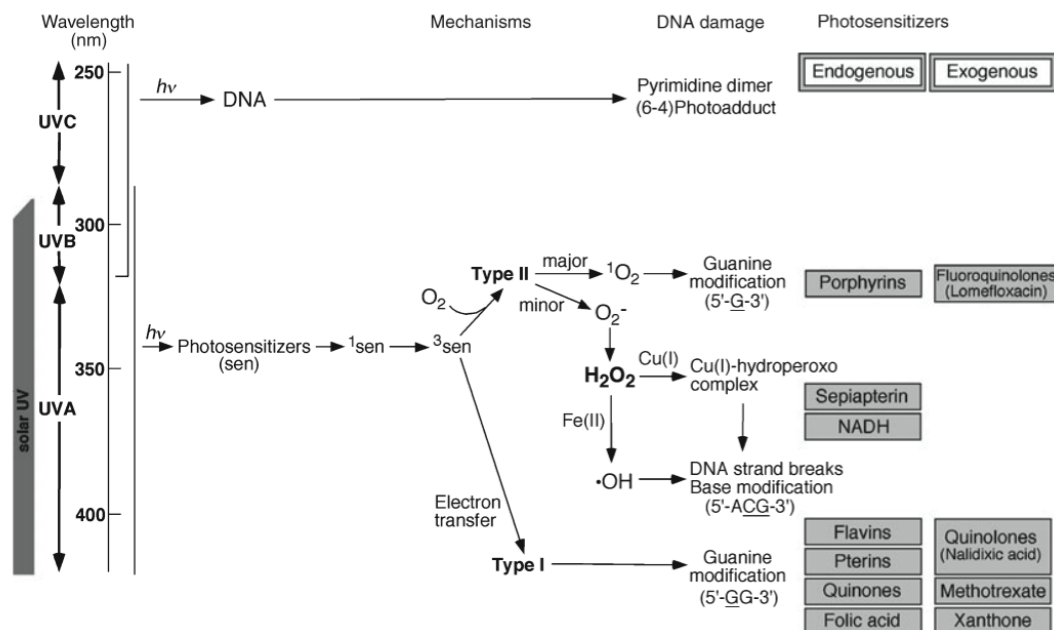 Wavelength
(nm)
Mechanisms
DNA damage
Photosensitizers
Endogenous
Exogenous
250
hν
DNA
Pyrimidine dimer
(6-4)Photoadduct
UVC
300
UVB
Type II
major
¹O₂
Guanine
modification
(5'-G-3')
Porphyrins
Fluoroquinolones
(Lomefloxacin)
O₂
minor
O₂⁻
hν
Photosensitizers
(sen)
¹sen
³sen
350
H₂O₂
Cu(I)
Cu(I)-hydroperoxo
complex
Sepiapterin
NADH
UVA
solar UV
Fe(II)
•OH
DNA strand breaks
Base modification
(5'-ACG-3')
400
Electron
transfer
Type I
Guanine
modification
(5'-GG-3')
Flavins
Pterins
Quinones
Folic acid
Quinolones
(Nalidixic acid)
Methotrexate
Xanthone